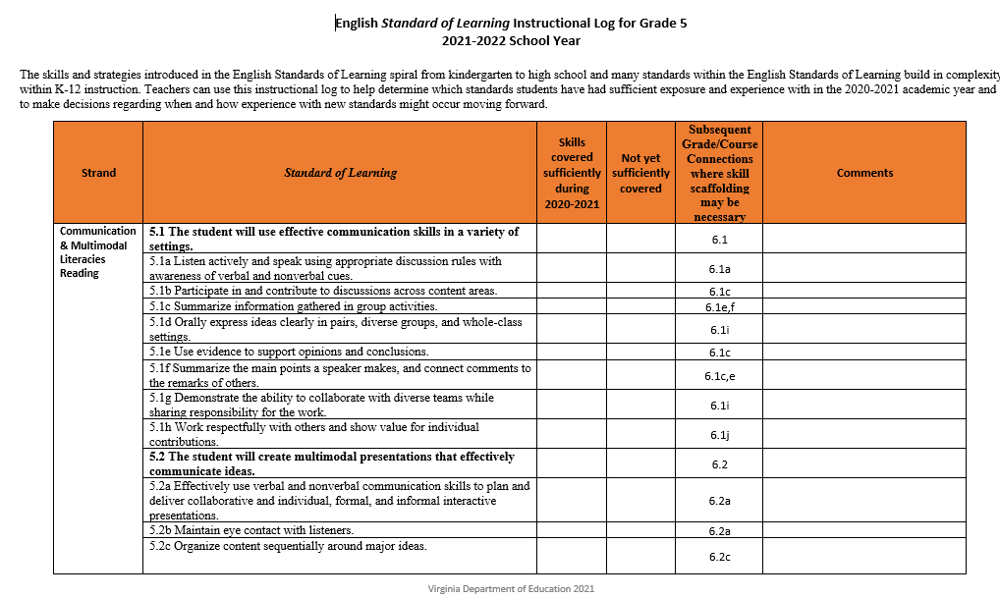 English Standard of Learning Instructional Log for Grade 5
2021-2022 School Year
The skills and strategies introduced in the English Standards of Learning spiral from kindergarten to high school and many standards within the English Standards of Learning build in complexity
within K-12 instruction. Teachers can use this instructional log to help determine which standards students have had sufficient exposure and experience with in the 2020-2021 academic year and
to make decisions regarding when and how experience with new standards might occur moving forward.
Strand
Standard of Learning
Skills
covered
sufficiently
during
2020-2021
Not yet
sufficiently
covered
Subsequent
Grade/Course
Connections
where skill
scaffolding
may be
necessary
Comments
Communication
& Multimodal
Literacies
Reading
5.1 The student will use effective communication skills in a variety of
settings.
6.1
5.1a Listen actively and speak using appropriate discussion rules with
awareness of verbal and nonverbal cues.
6.1a
5.1b Participate in and contribute to discussions across content areas.
6.1c
5.1c Summarize information gathered in group activities.
6.1e,f
5.1d Orally express ideas clearly in pairs, diverse groups, and whole-class
settings.
6.1i
5.1e Use evidence to support opinions and conclusions.
6.1c
5.1f Summarize the main points a speaker makes, and connect comments to
the remarks of others.
6.1c,e
5.1g Demonstrate the ability to collaborate with diverse teams while
sharing responsibility for the work.
6.1i
5.1h Work respectfully with others and show value for individual
contributions.
6.1j
5.2 The student will create multimodal presentations that effectively
communicate ideas.
6.2
5.2a Effectively use verbal and nonverbal communication skills to plan and
deliver collaborative and individual, formal, and informal interactive
presentations.
6.2a
5.2b Maintain eye contact with listeners.
6.2a
5.2c Organize content sequentially around major ideas.
6.2c
Virginia Department of Education 2021